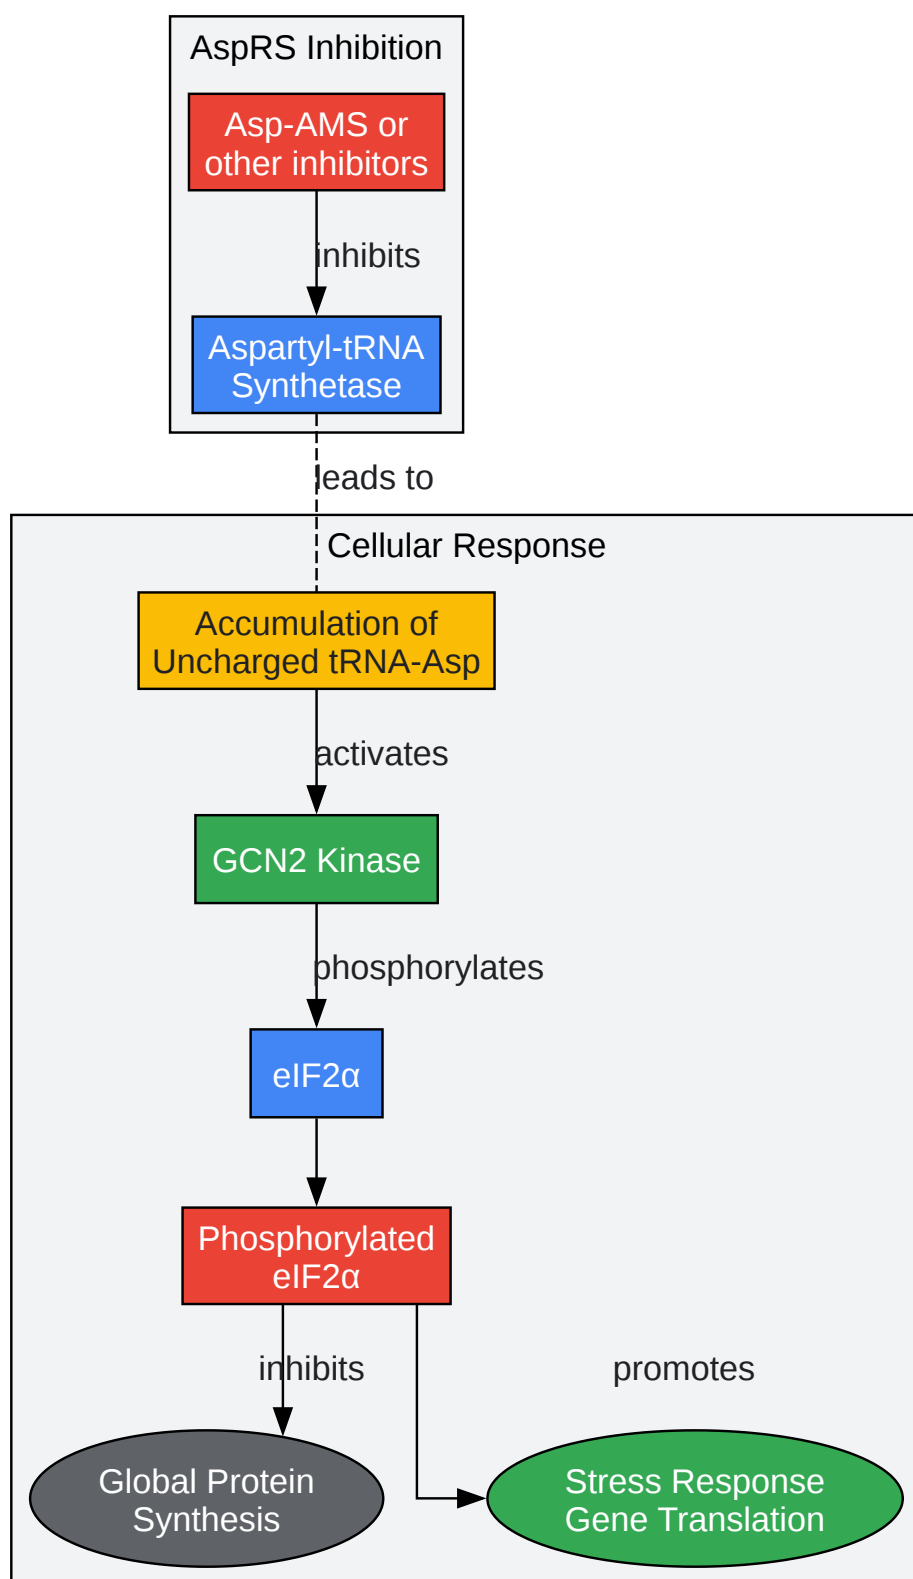 AspRS Inhibition
Asp-AMS or
other inhibitors
inhibits
Aspartyl-tRNA
Synthetase
leads to
Cellular Response
Accumulation of
Uncharged tRNA-Asp
activates
GCN2 Kinase
phosphorylates
eIF2α
Phosphorylated
eIF2α
inhibits
promotes
Global Protein
Synthesis
Stress Response
Gene Translation